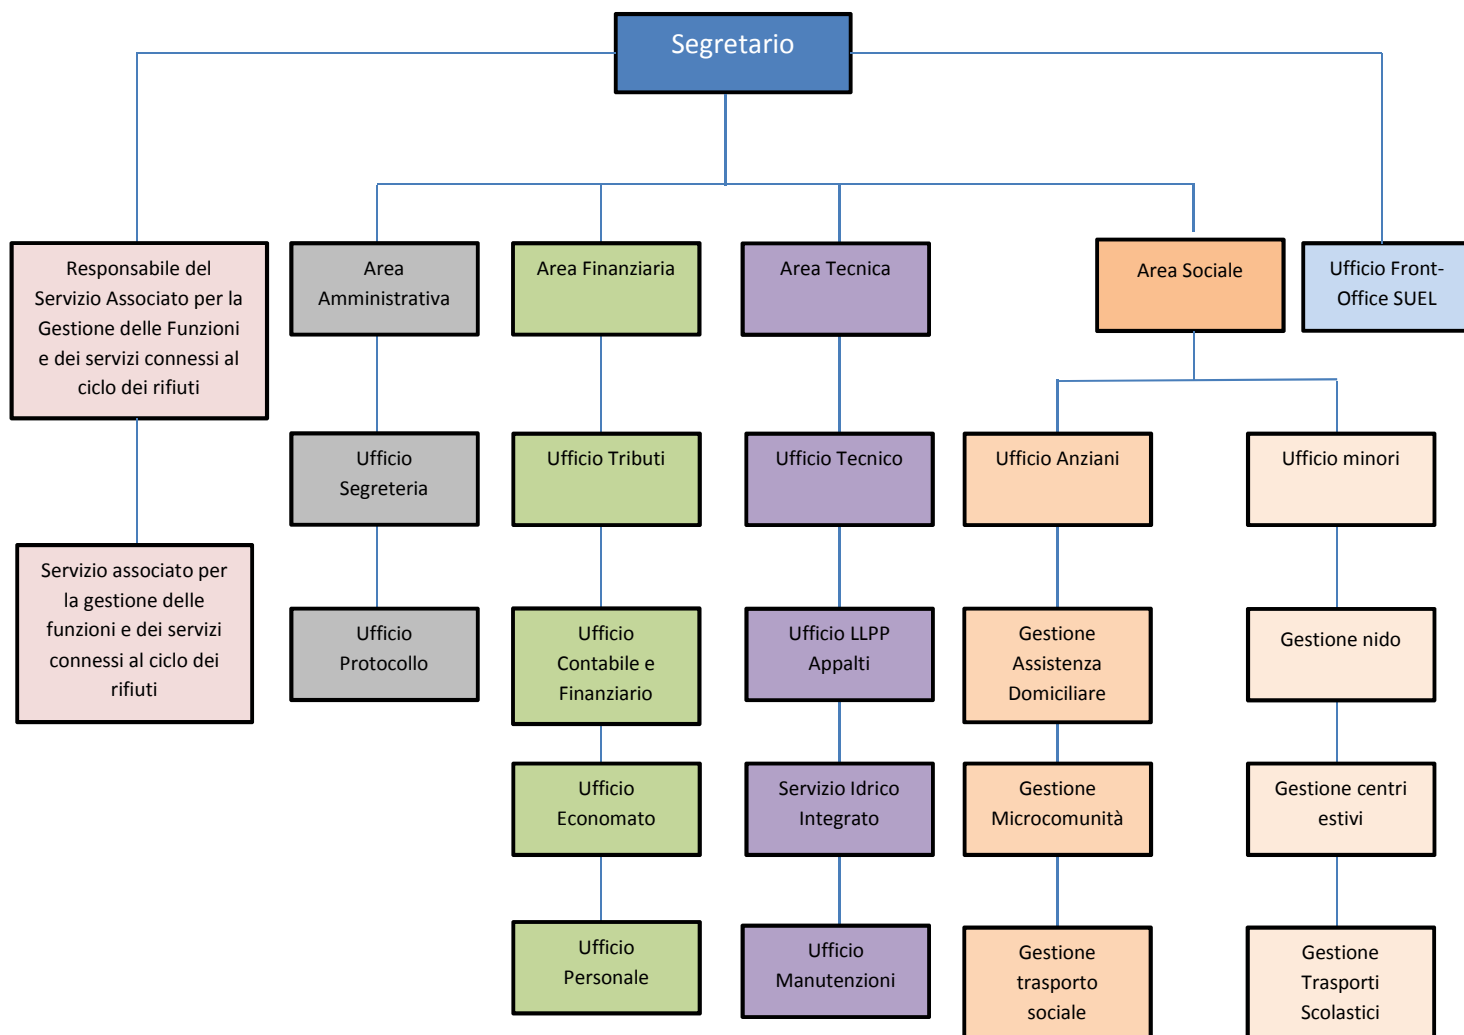 Segretario
Responsabile del
Servizio Associato per la
Gestione delle Funzioni
e dei servizi connessi al
ciclo dei rifiuti
Area
Amministrativa
Area Finanziaria
Area Tecnica
Area Sociale
Ufficio Front-
Office SUEL
Ufficio
Segreteria
Ufficio Tributi
Ufficio Tecnico
Ufficio Anziani
Ufficio minori
Servizio associato per
la gestione delle
funzioni e dei servizi
connessi al ciclo dei
rifiuti
Ufficio
Protocollo
Ufficio
Contabile e
Finanziario
Ufficio LLPP
Appalti
Gestione
Assistenza
Domiciliare
Gestione nido
Ufficio
Economato
Servizio Idrico
Integrato
Gestione
Microcomunità
Gestione centri
estivi
Ufficio
Personale
Ufficio
Manutenzioni
Gestione
trasporto
sociale
Gestione
Trasporti
Scolastici